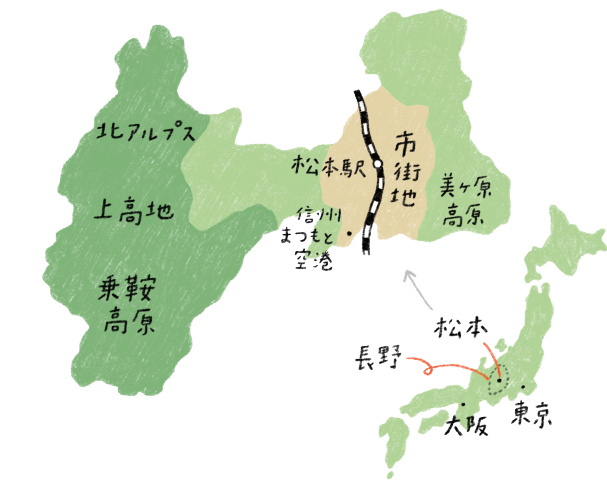 北アルプス
上高地
乗鞍
高原
松本駅
市街地
信州
まつもと
空港
美ヶ原
高原
松本
長野
大阪
東京